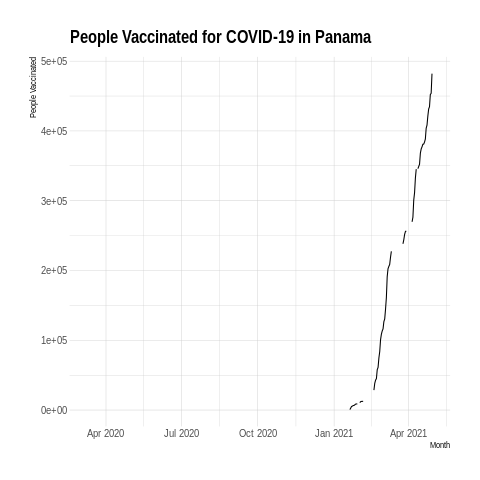 People Vaccinated for COVID-19 in Panama
People Vaccinated
5e+05
4e+05
3e+05
2e+05
1e+05
0e+00
Apr 2020 Jul 2020 Oct 2020 Jan 2021 Apr 2021
Month